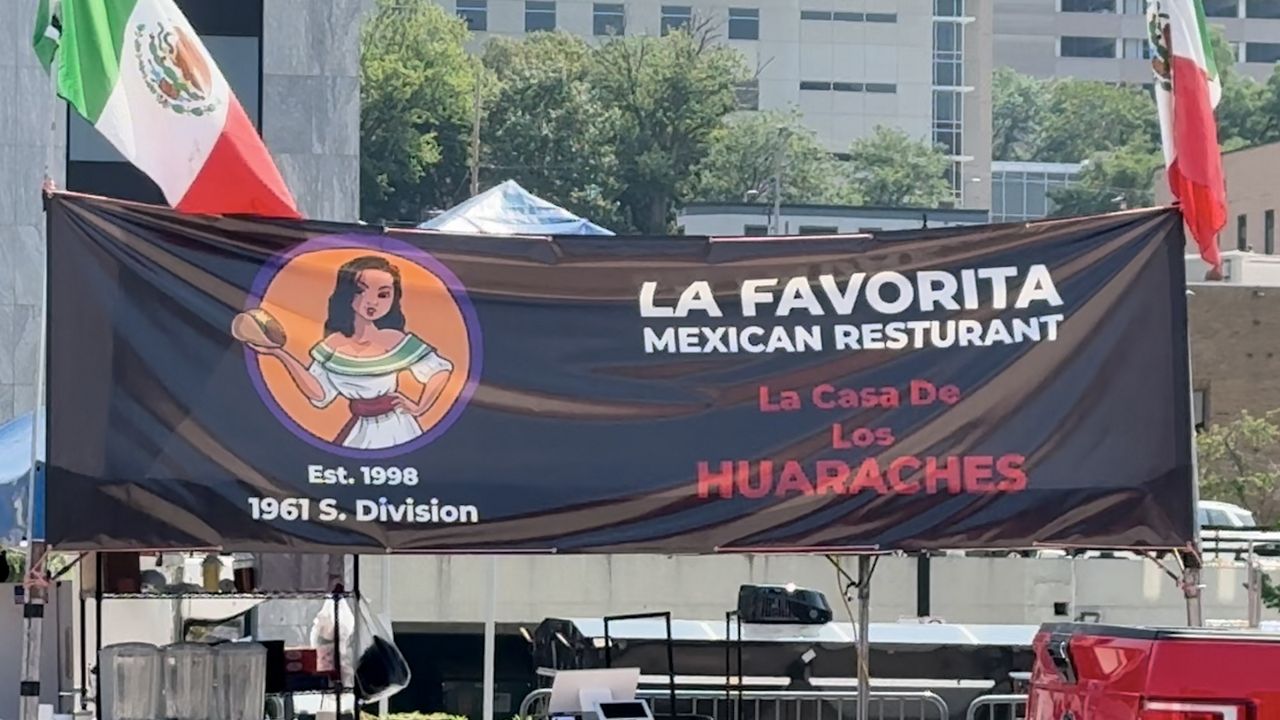 LA FAVORITA
MEXICAN RESTURANT
La Casa De
Los
HUARACHES
Est. 1998
1961 S. Division